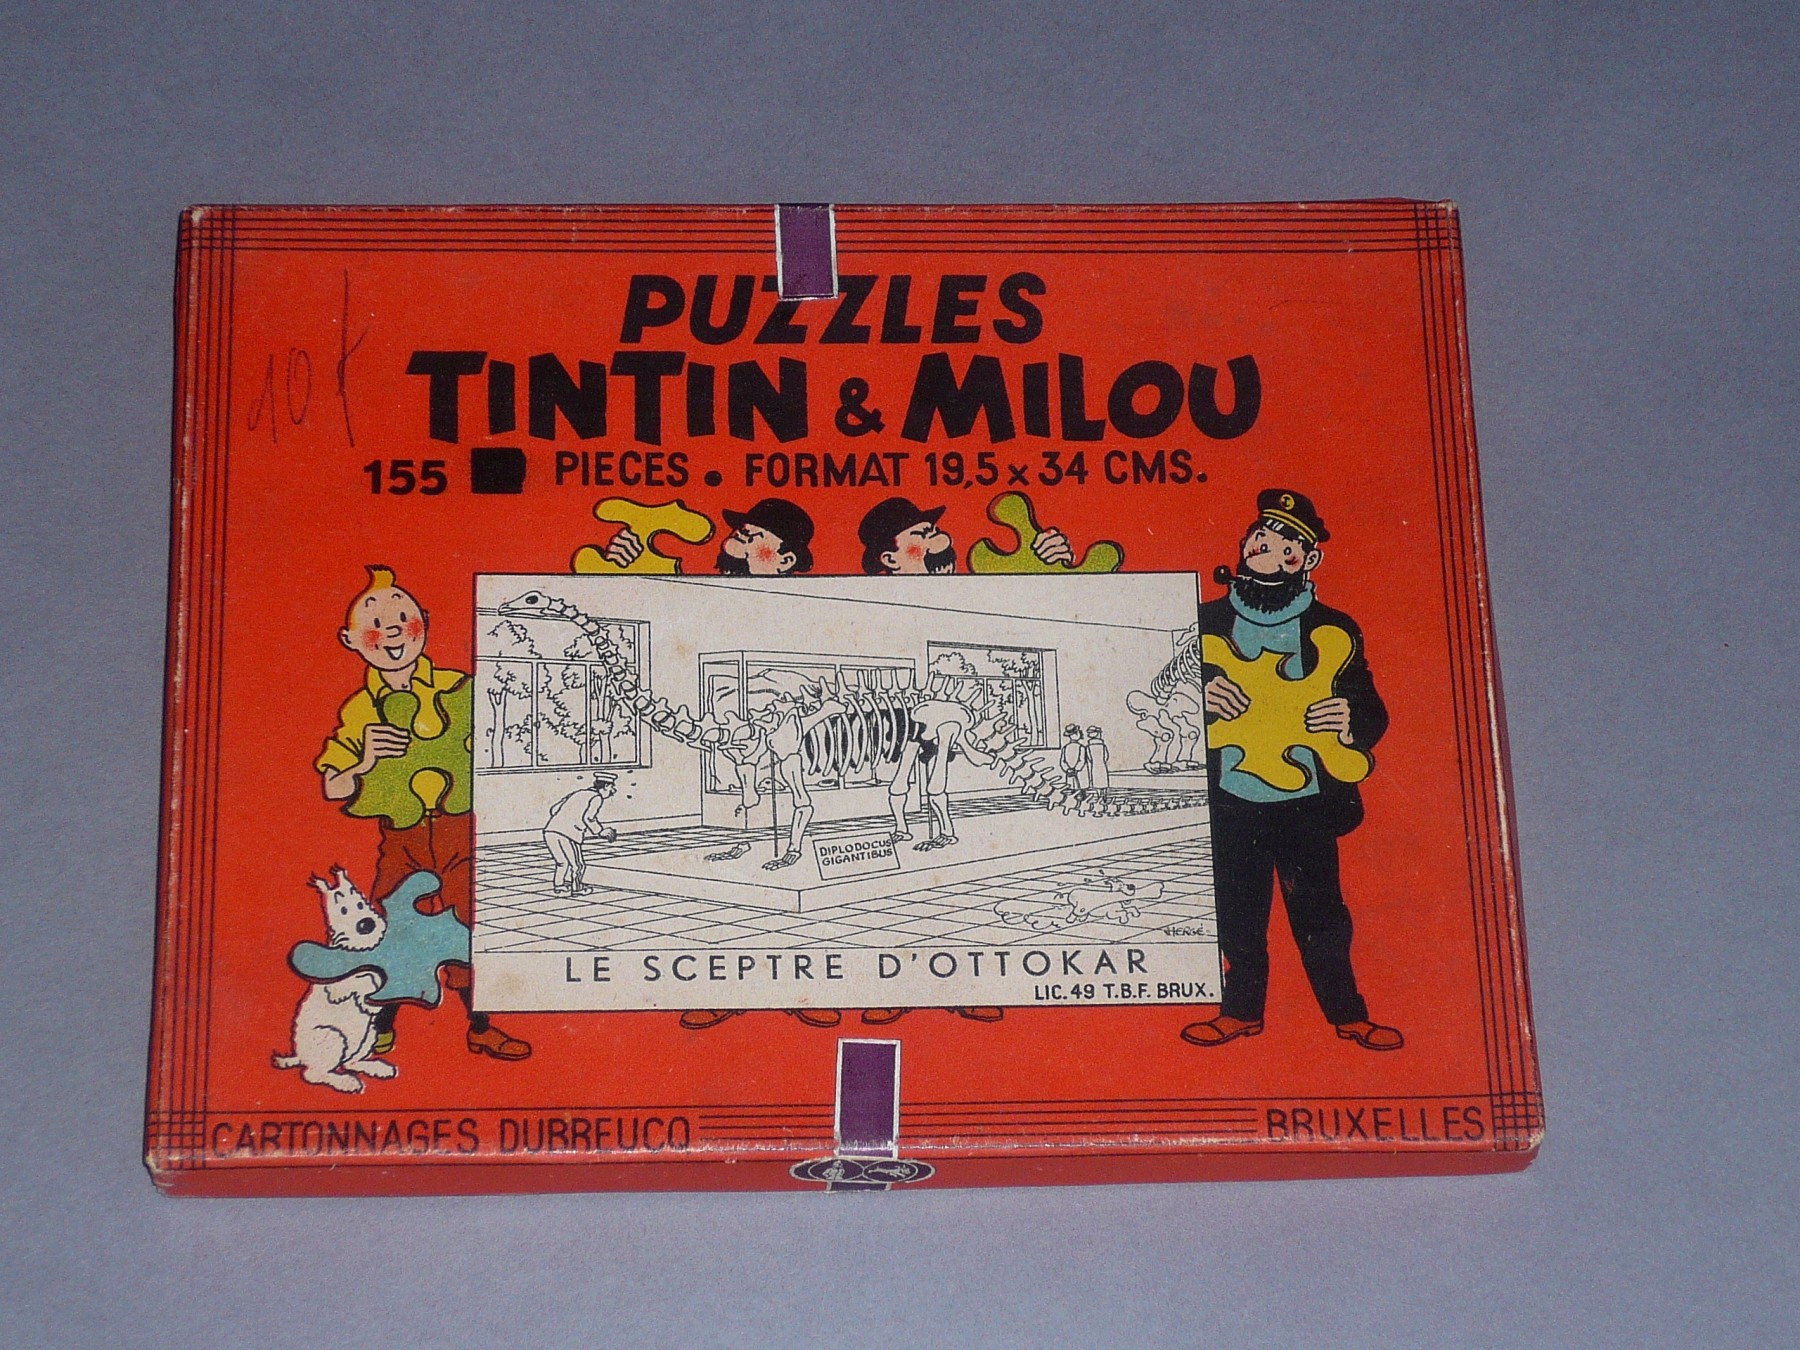 PUZZLES
TINTIN & MILOU
155 PIECES . FORMAT 19,5 x 34 CMS.
10 f
DIPLODOCUS
GIGANTIBUS
HERGÉ
LE SCEPTRE D'OTTOKAR
LIC. 49 T.B.F. BRUX.
CARTONNAGES DUBREUCQ BRUXELLES